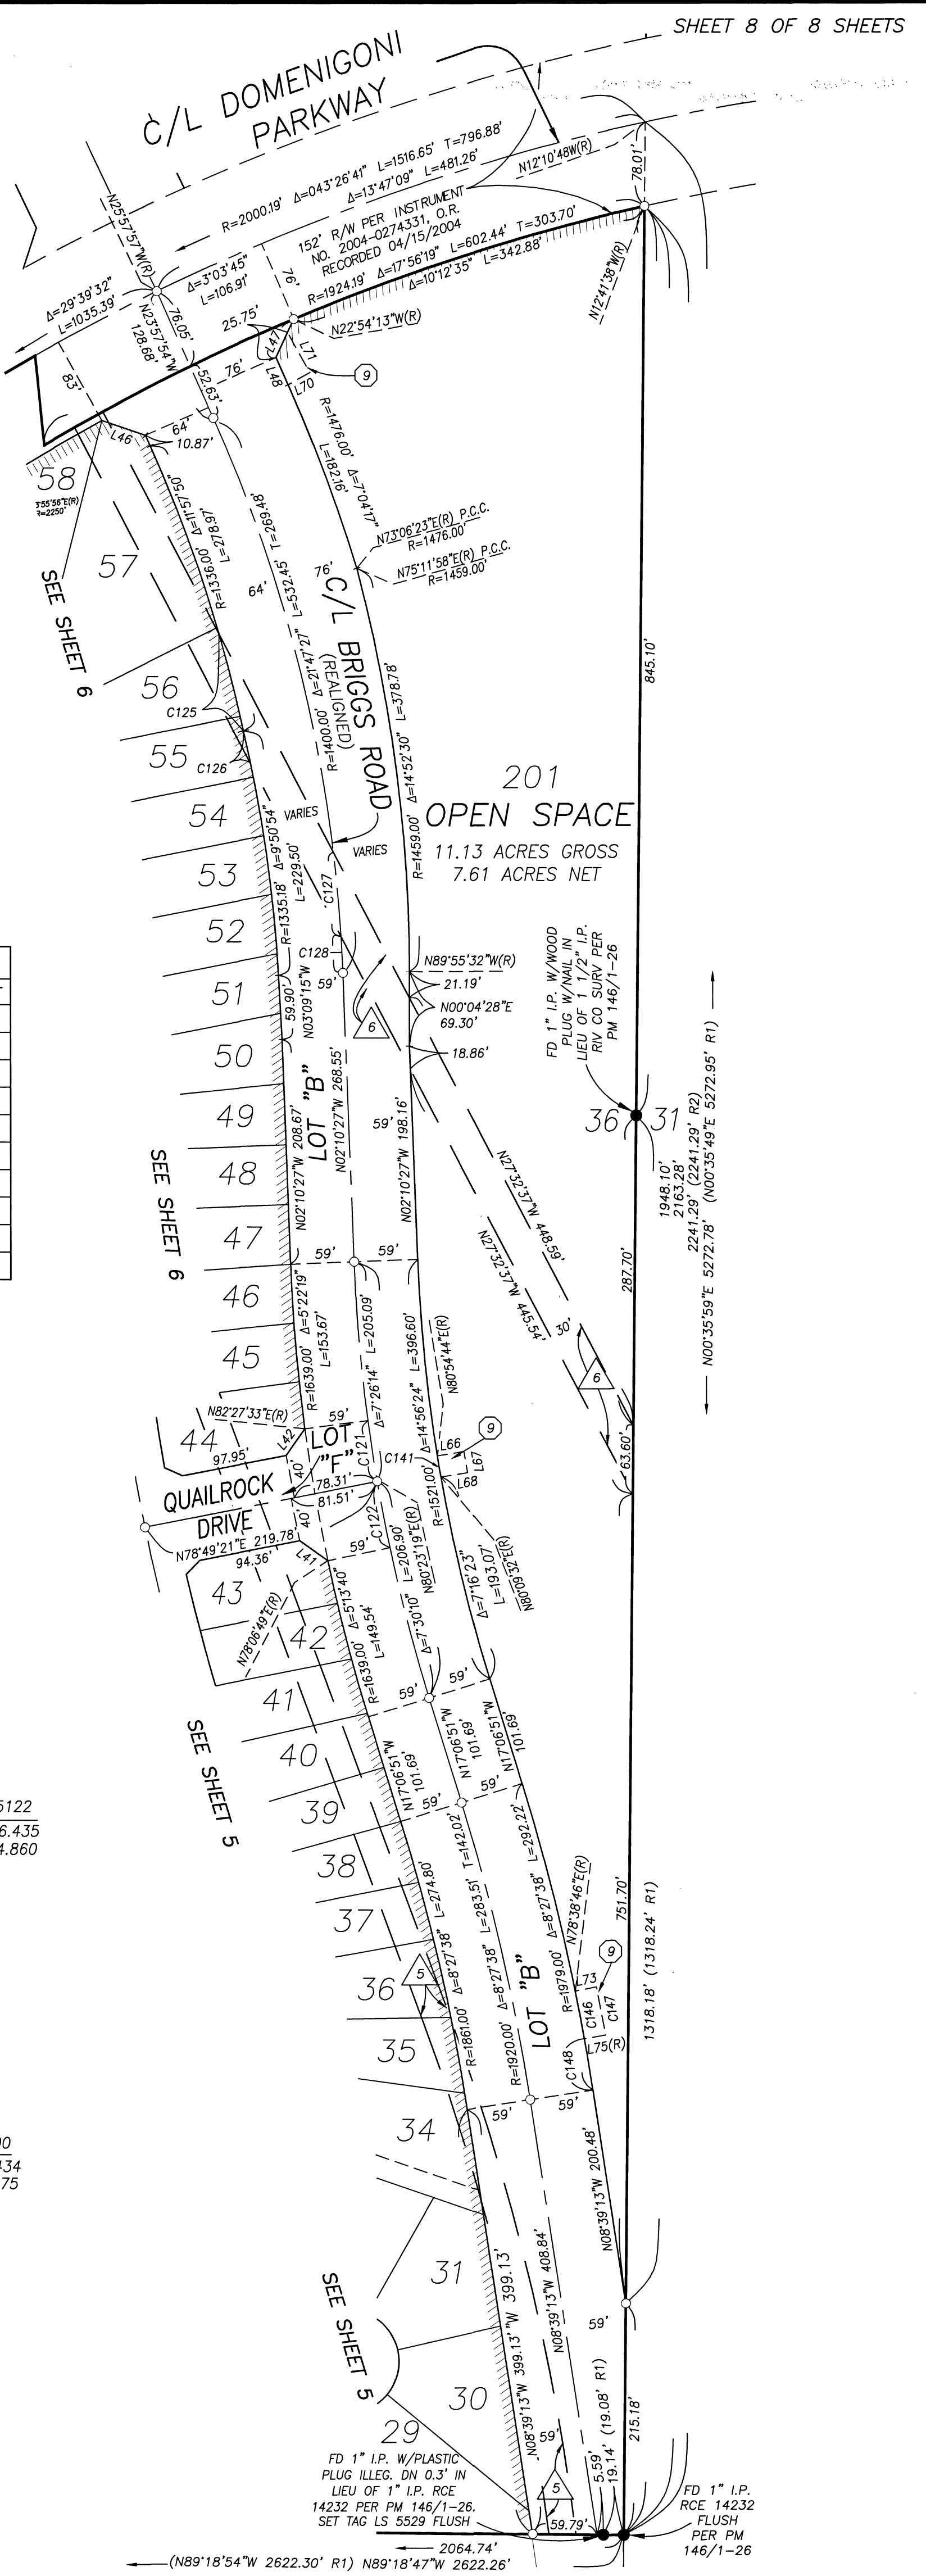 SHEET 8 OF 8 SHEETS
C/L DOMENIGONI
PARKWAY
R=2000.19' Δ=043°26'41" L=1516.65' T=796.88'
Δ=13°47'09" L=481.26'
N12°10'48W(R)
78.01'
N25°57'57"W(R)
152' R/W PER INSTRUMENT
NO. 2004-0274331, O.R.
RECORDED 04/15/2004
76'
R=1924.19' Δ=17°56'19" L=602.44' T=303.70'
Δ=10°12'35" L=342.88'
N12°41'38"W(R)
Δ=3°03'45"
L=106.91'
Δ=29°39'32"
L=1035.39'
N23°57'54"W
128.68'
76.05'
25.75'
N22°54'13"W(R)
L47
L71
L48
L70
9
76'
52.63'
83'
64'
L46
10.87'
58
R=2250'
57
SEE SHEET 6
R=1336.00' Δ=11°57'50"
L=278.97'
R=1476.00' Δ=7°04'17"
L=182.16'
N73°06'23"E(R) P.C.C.
R=1476.00'
N75°11'58"E(R) P.C.C.
R=1459.00'
64'
76'
R=1400.00' Δ=21°47'27" L=532.45' T=269.48'
C/L BRIGGS ROAD
(REALIGNED)
R=1459.00' Δ=14°52'30" L=378.78'
845.10'
56
C125
55
C126
54
VARIES
VARIES
201
OPEN SPACE
11.13 ACRES GROSS
7.61 ACRES NET
53
R=1335.18' Δ=9°50'54"
L=229.50'
C127
52
C128
59'
51
59.90'
N03°09'15"W
6
N89°55'32"W(R)
21.19'
N00°04'28"E
69.30'
18.86'
FD 1" I.P. W/WOOD
PLUG W/NAIL IN
LIEU OF 1 1/2" I.P.
RIV CO SURV PER
PM 146/1-26
50
49
LOT "B"
N02°10'27"W 208.67'
N02°10'27"W 268.55'
59'
N02°10'27"W 198.16'
36
31
1948.10'
2163.28'
2241.29' (2241.29' R2)
N00°35'59"E 5272.78' (N00°35'49"E 5272.95' R1)
48
SEE SHEET 6
47
59'
59'
N27°32'37"W 448.59'
N27°32'37"W 445.54'
287.70'
30'
6
46
45
R=1639.00' Δ=5°22'19"
L=153.67'
Δ=7°26'14" L=205.09'
Δ=14°56'24" L=396.60'
R=1521.00'
N80°54'44"E(R)
63.60'
N82°27'33"E(R)
59'
44
L42
LOT
"F"
C121
C141
L66
9
L67
L68
97.95'
40'
78.31'
81.51'
QUAILROCK
DRIVE
40'
N78°49'21"E 219.78'
94.36'
L41
59'
C122
N80°23'19"E(R)
N80°09'32"E(R)
43
N78°06'49"E(R)
42
R=1639.00' Δ=5°13'40"
L=149.54'
Δ=7°30'10" L=206.90'
Δ=7°16'23"
L=193.07'
41
59'
59'
40
N17°06'51"W
101.69'
N17°06'51"W
101.69'
N17°06'51"W
101.69'
SEE SHEET 5
39
59'
59'
38
37
R=1861.00' Δ=8°27'38" L=274.80'
R=1920.00' Δ=8°27'38" L=283.51' T=142.02'
R=1979.00' Δ=8°27'38" L=292.22'
N78°38'46"E(R)
751.70'
1318.18' (1318.24' R1)
5122
6.435
4.860
5
36
LOT "B"
L73
9
C146
C147
C148
L75(R)
35
59'
59'
34
00
434
75
N08°39'13"W 200.48'
31
N08°39'13"W 399.13'
399.13'
N08°39'13"W 408.84'
SEE SHEET 5
59'
30
29
59'
5
5.59'
19.14' (19.08' R1)
215.18'
FD 1" I.P. W/PLASTIC
PLUG ILLEG. DN 0.3' IN
LIEU OF 1" I.P. RCE
14232 PER PM 146/1-26.
SET TAG LS 5529 FLUSH
59.79'
FD 1" I.P.
RCE 14232
FLUSH
PER PM
146/1-26
2064.74'
(N89°18'54"W 2622.30' R1) N89°18'47"W 2622.26'